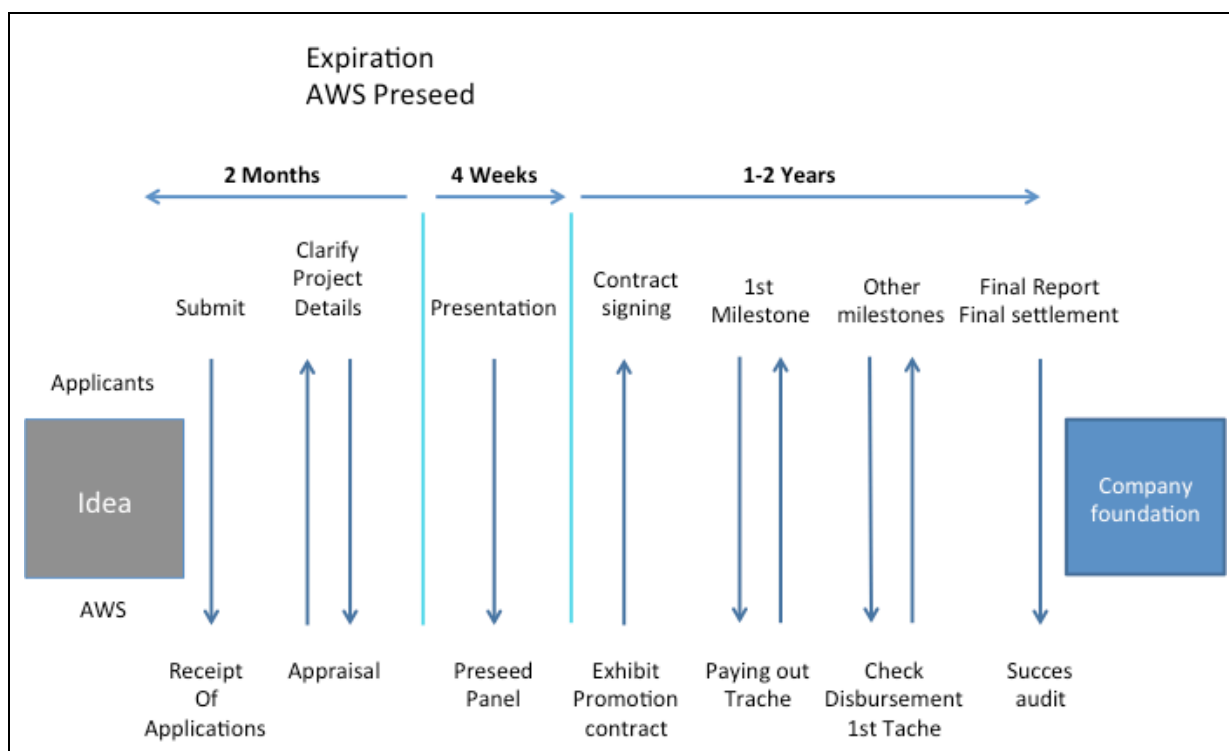 Expiration
AWS Preseed
2 Months
4 Weeks
1-2 Years
Submit
Clarify
Project
Details
Presentation
Contract
signing
1st
Milestone
Other
milestones
Final Report
Final settlement
Applicants
Idea
AWS
Company
foundation
Receipt
Of
Applications
Appraisal
Preseed
Panel
Exhibit
Promotion
contract
Paying out
Trache
Check
Disbursement
1st Tache
Succes
audit